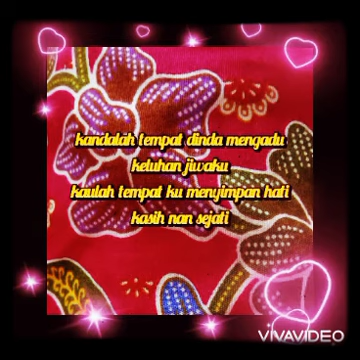 kandalah tempat dinda mengadu
keluhan jiwaku
kaulah tempat ku menyimpan hati
kasih nan sejati
VIVAVIDEO